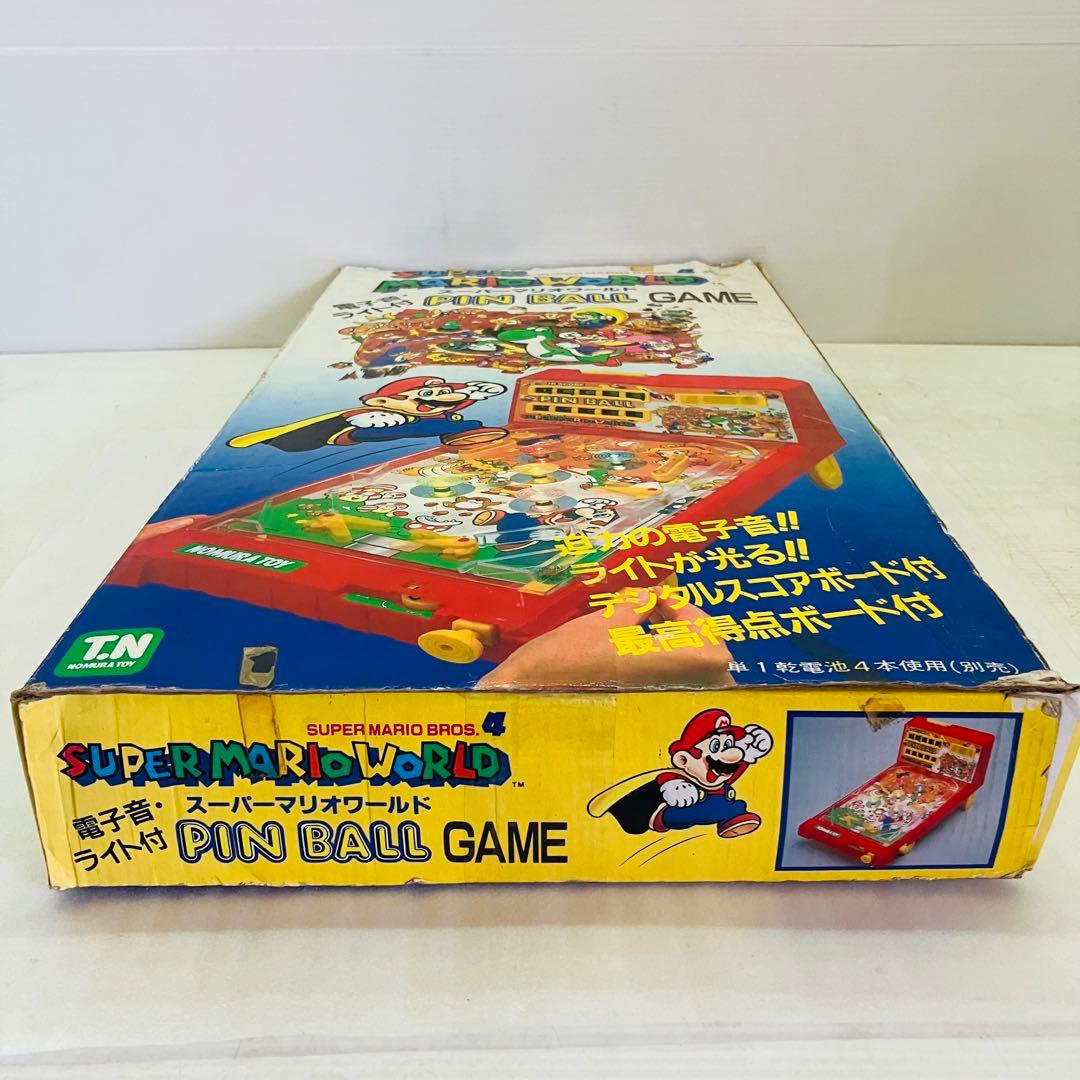 SUPER
MARIO WORLD
スーパーマリオワールド
電子音・
ライト付 PIN BALL GAME
PIN BALL
NOMURA TOY
迫力の電子音!!
ライトが光る!!
デジタルスコアボード付
最高得点ボード付
単1乾電池4本使用(別売)
T.N
NOMURA TOY
SUPER MARIO BROS. 4
SUPER MARIO WORLD™
スーパーマリオワールド
電子音・
ライト付 PIN BALL GAME
NOMURA TOY